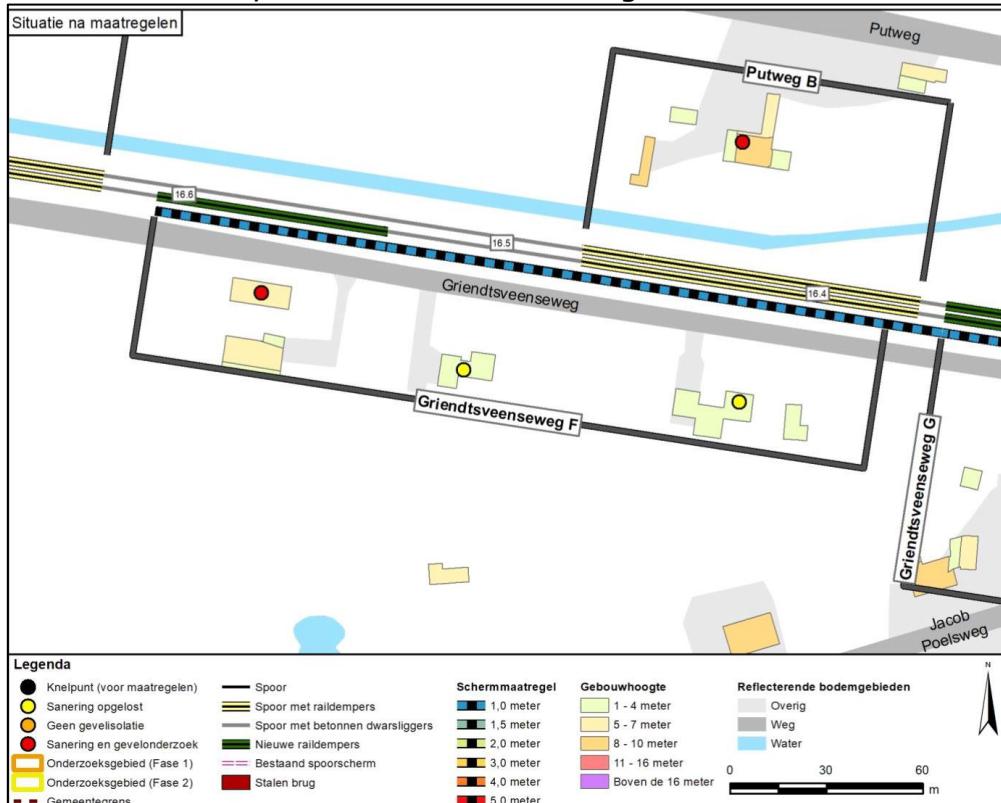 Situatie na maatregelen
Putweg
Putweg B
16.6
16.5
16.4
Griendtsveenseweg
Griendtsveenseweg F
Griendtsveenseweg G
Jacob
Poelsweg
Legenda
Knelpunt (voor maatregelen)
Sanering opgelost
Geen gevelisolatie
Sanering en gevelonderzoek
Onderzoeksgebied (Fase 1)
Onderzoeksgebied (Fase 2)
Gemeentegrens
Spoor
Spoor met raildempers
Spoor met betonnen dwarsliggers
Nieuwe raildempers
Bestaand spoorscherm
Stalen brug
Schermmaatregel
1,0 meter
1,5 meter
2,0 meter
3,0 meter
4,0 meter
5,0 meter
Gebouwhoogte
1 - 4 meter
5 - 7 meter
8 - 10 meter
11 - 16 meter
Boven de 16 meter
Reflecterende bodemgebieden
Overig
Weg
Water
N
0 30 60
m